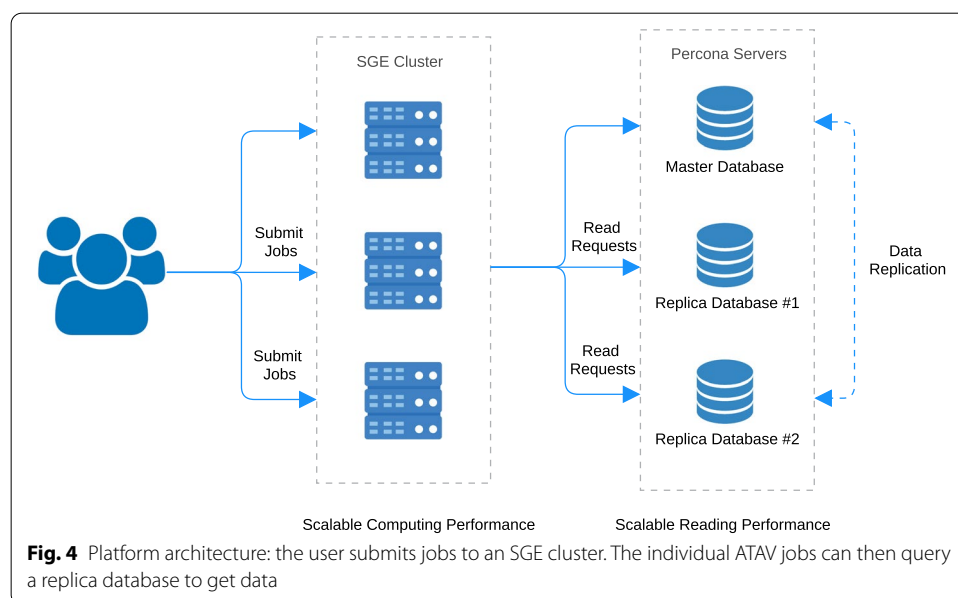 SGE Cluster
Percona Servers
Master Database
Submit
Jobs
Read
Requests
Data
Replication
Replica Database #1
Submit
Jobs
Read
Requests
Replica Database #2
Scalable Computing Performance
Scalable Reading Performance
Fig. 4 Platform architecture: the user submits jobs to an SGE cluster. The individual ATAV jobs can then query
a replica database to get data